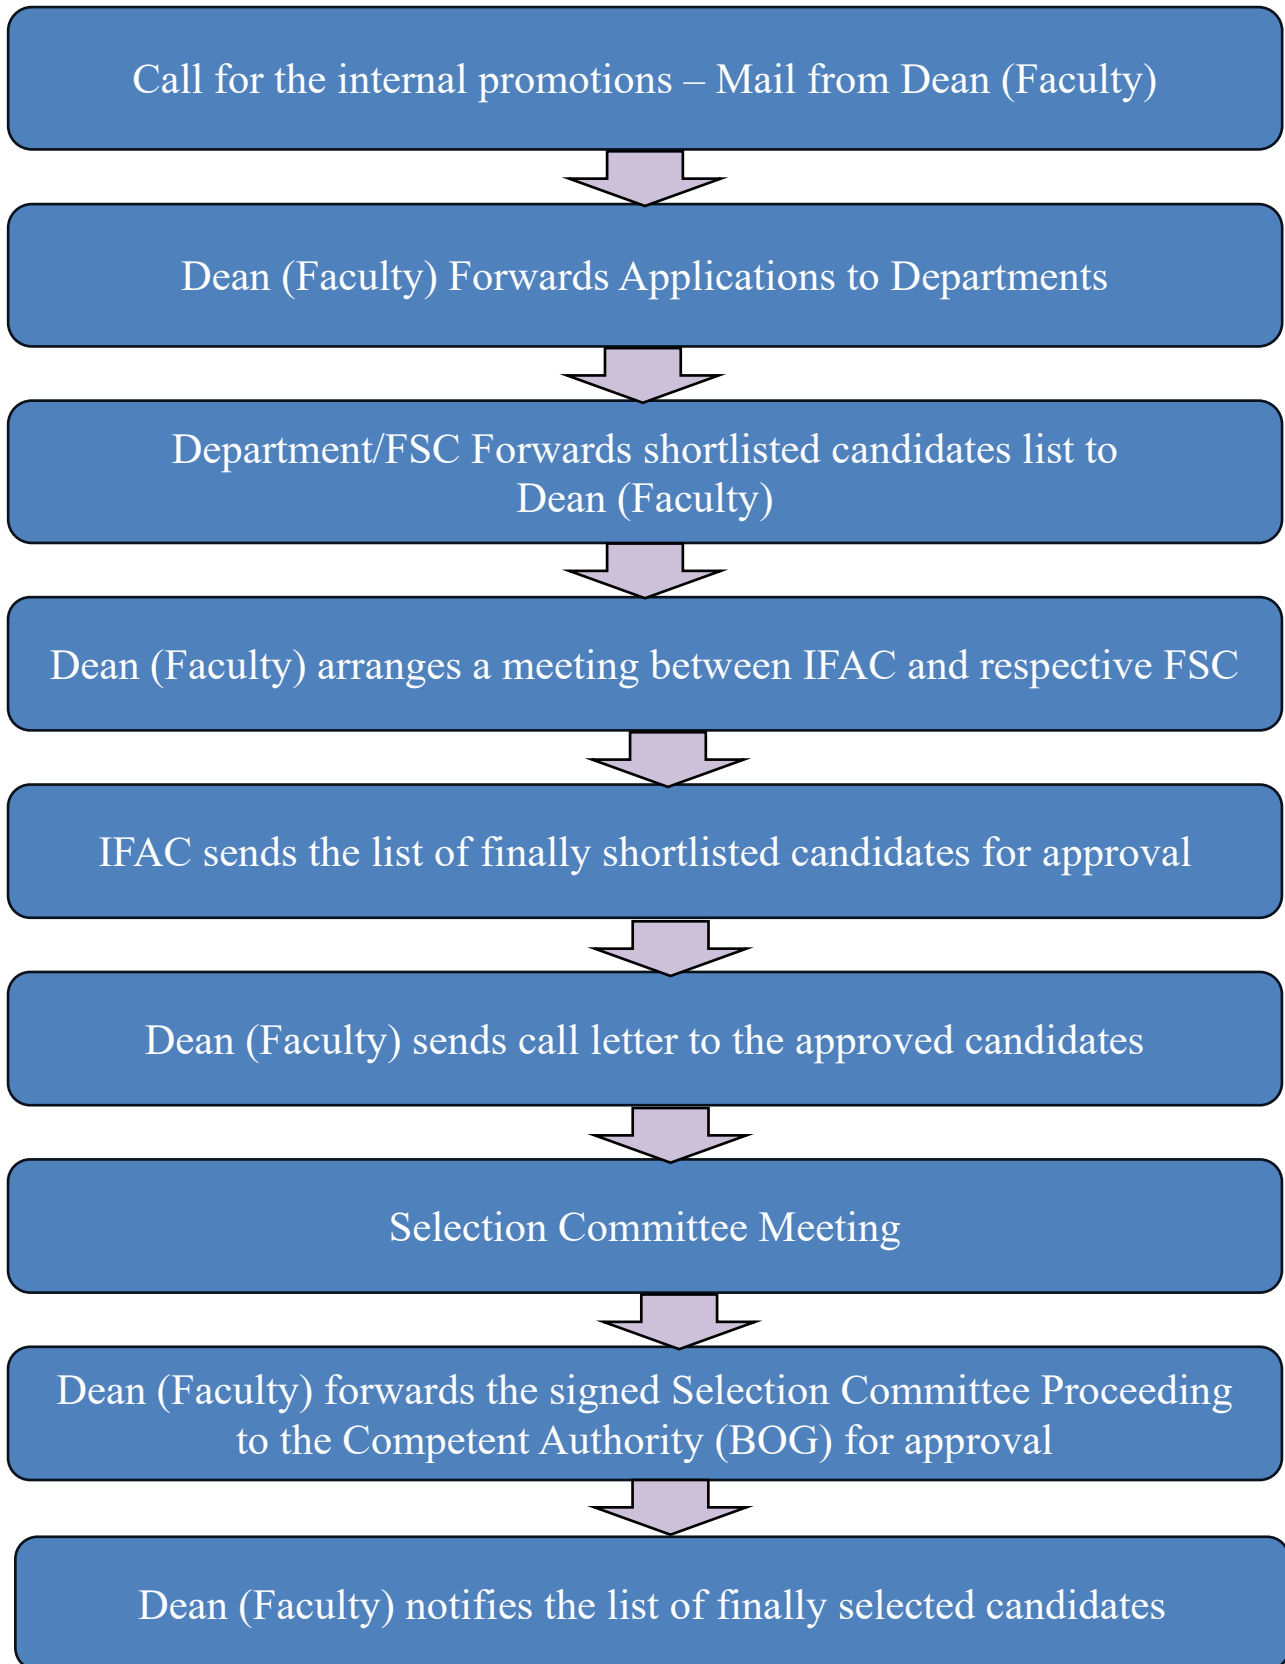 Call for the internal promotions – Mail from Dean (Faculty)
Dean (Faculty) Forwards Applications to Departments
Department/FSC Forwards shortlisted candidates list to
Dean (Faculty)
Dean (Faculty) arranges a meeting between IFAC and respective FSC
IFAC sends the list of finally shortlisted candidates for approval
Dean (Faculty) sends call letter to the approved candidates
Selection Committee Meeting
Dean (Faculty) forwards the signed Selection Committee Proceeding
to the Competent Authority (BOG) for approval
Dean (Faculty) notifies the list of finally selected candidates